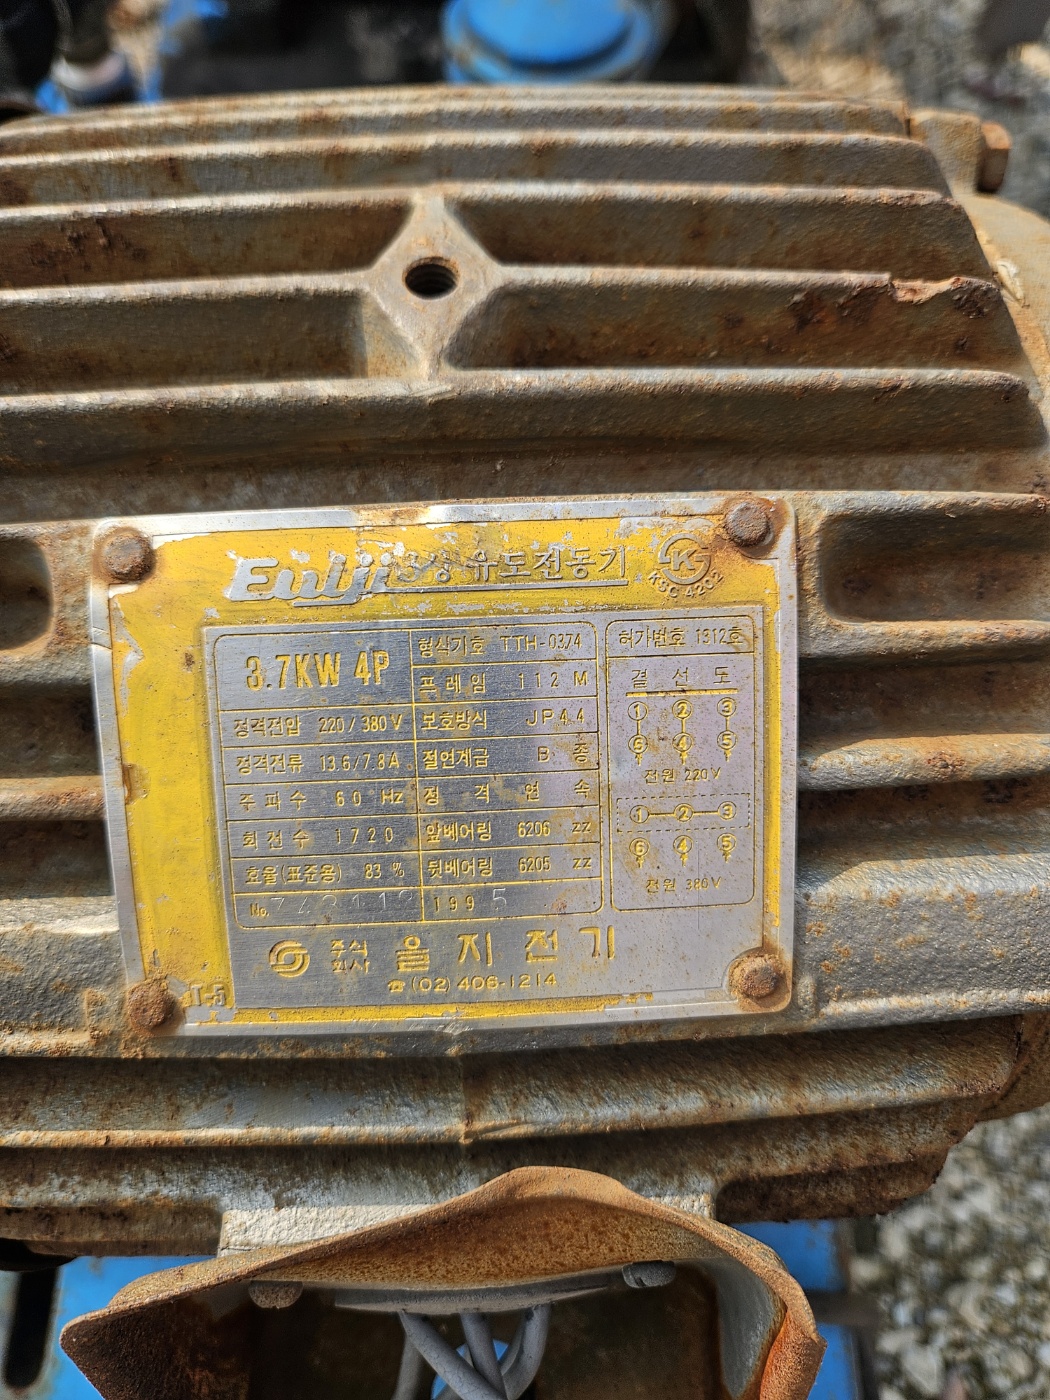 Eulji 3상 유도전동기
KSC 4202
3.7KW 4P
정격전압 220/380V
정격전류 13.6/7.8A
주파수 60 Hz
회전수 1720
효율(표준용) 83 %
No.
형식기호 TTH-0374
프레임 112 M
보호방식 JP44
절연계급 B 종
정격 연속
앞베어링 6206 ZZ
뒷베어링 6205 ZZ
1995
허가번호 1312호
결선도
① ② ③
⑥ ④ ⑤
전원 220V
① ② ③
⑥ ④ ⑤
전원 380V
주식회사 을지전기
☎ (02) 406-1214